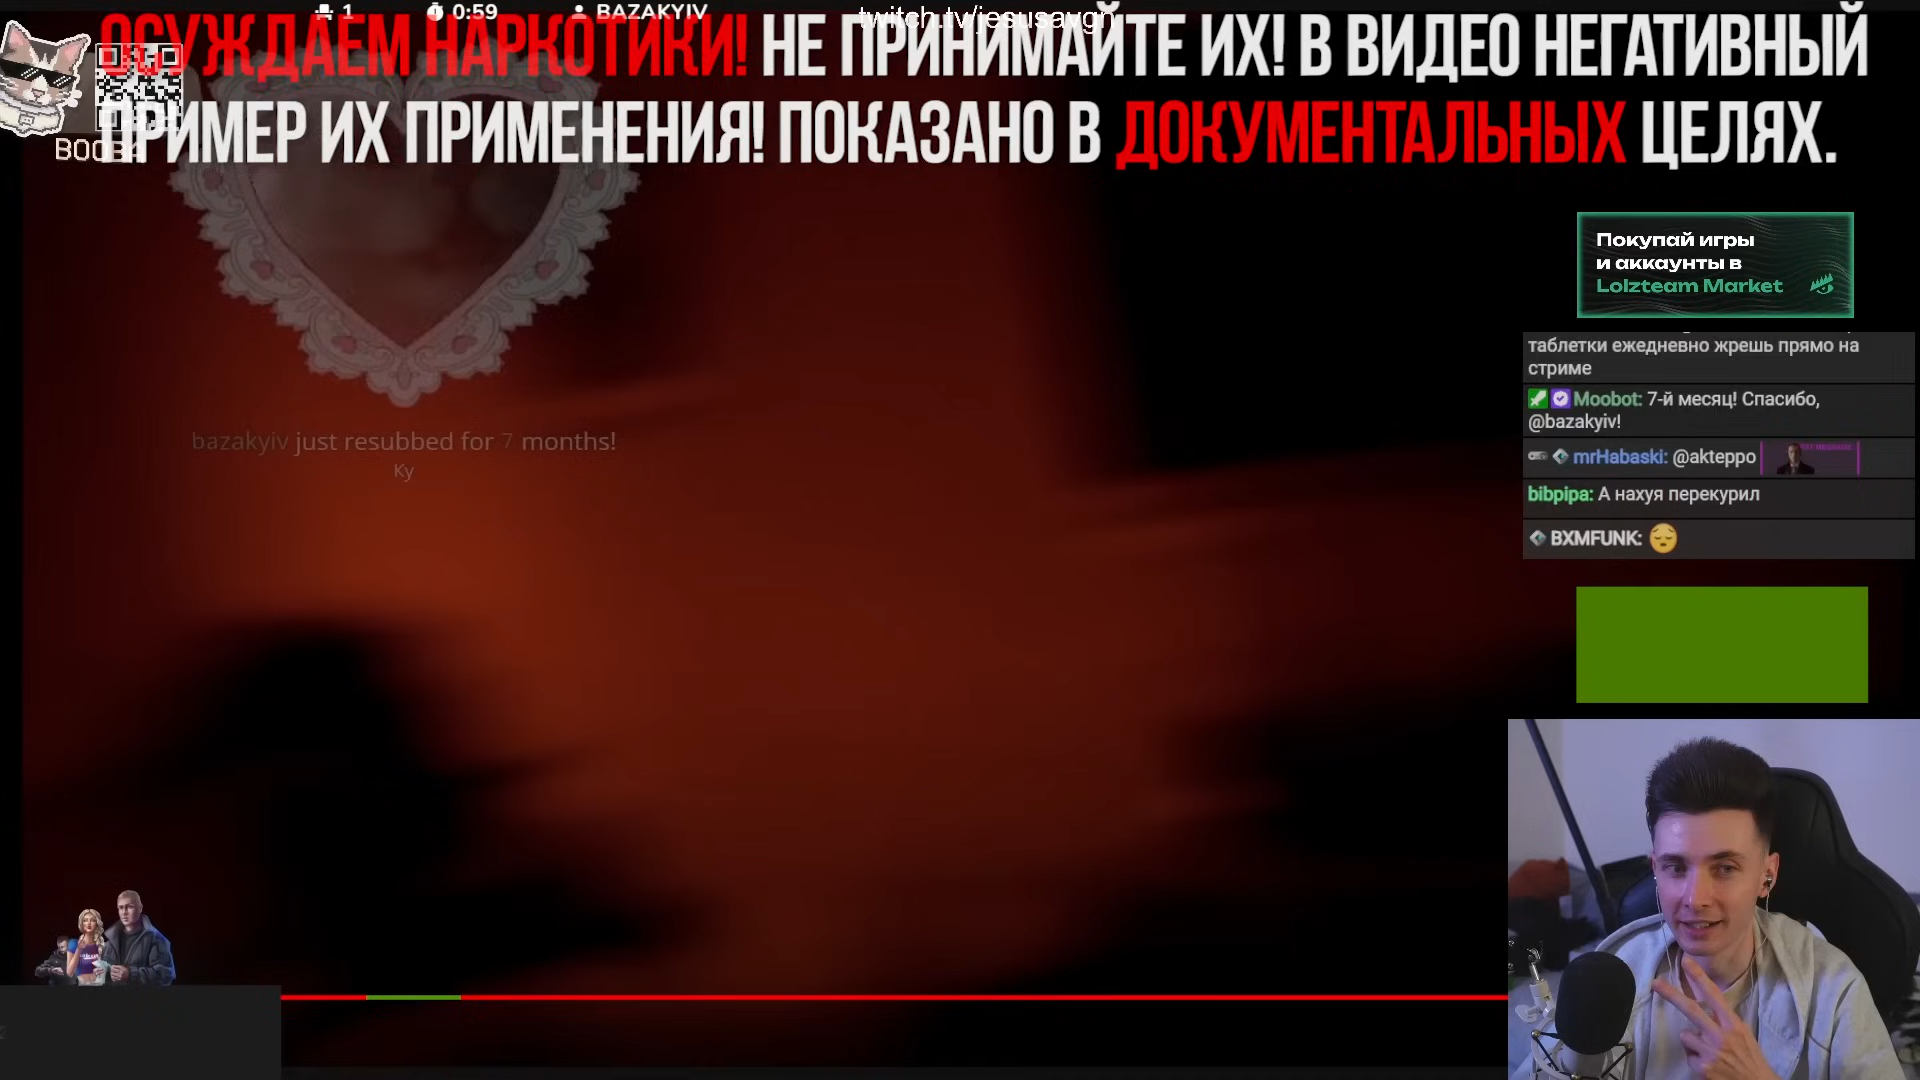 1
0:59
BAZAKYIV
twitch.tv/jesusavgn
ОСУЖДАЕМ НАРКОТИКИ! НЕ ПРИНИМАЙТЕ ИХ! В ВИДЕО НЕГАТИВНЫЙ
ПРИМЕР ИХ ПРИМЕНЕНИЯ! ПОКАЗАНО В ДОКУМЕНТАЛЬНЫХ ЦЕЛЯХ.
bazakyiv just resubbed for 7 months!
Ку
Покупай игры
и аккаунты в
Lolzteam Market
таблетки ежедневно жрешь прямо на
стриме
Moobot: 7-й месяц! Спасибо,
@bazakyiv!
mrHabaski: @akteppo
bibpipa: А нахуя перекурил
BXMFUNK: